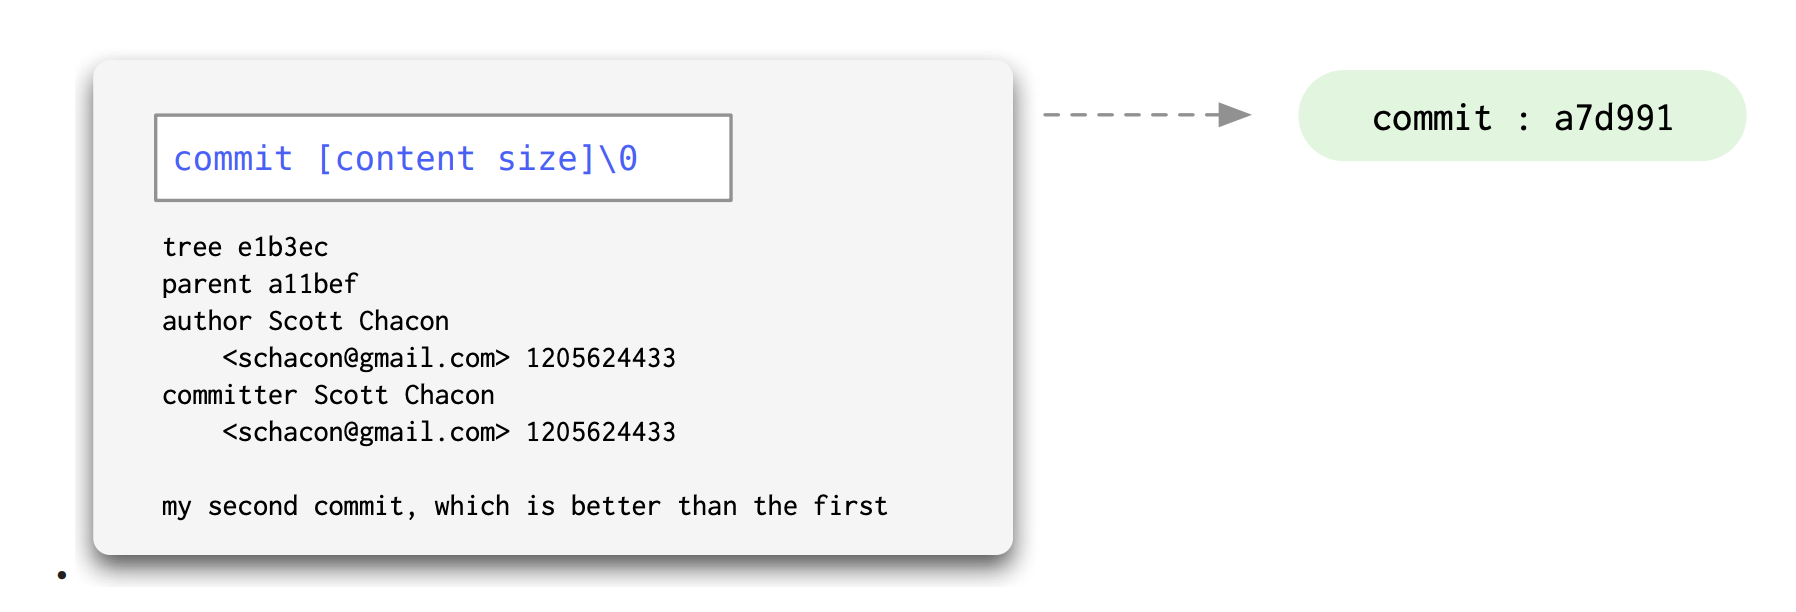 commit [content size]\0
commit : a7d991
tree e1b3ec
parent a11bef
author Scott Chacon
<schacon@gmail.com> 1205624433
committer Scott Chacon
<schacon@gmail.com> 1205624433
my second commit, which is better than the first